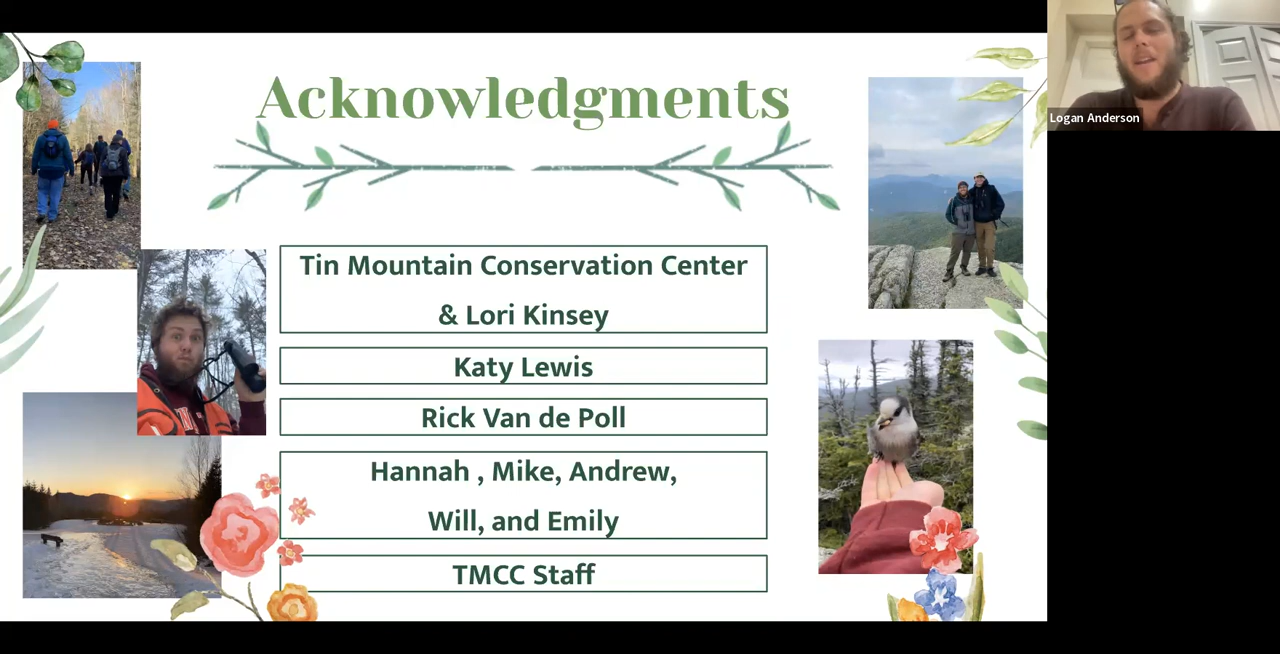 Acknowledgments
Logan Anderson
Tin Mountain Conservation Center
& Lori Kinsey
Katy Lewis
Rick Van de Poll
Hannah , Mike, Andrew,
Will, and Emily
TMCC Staff